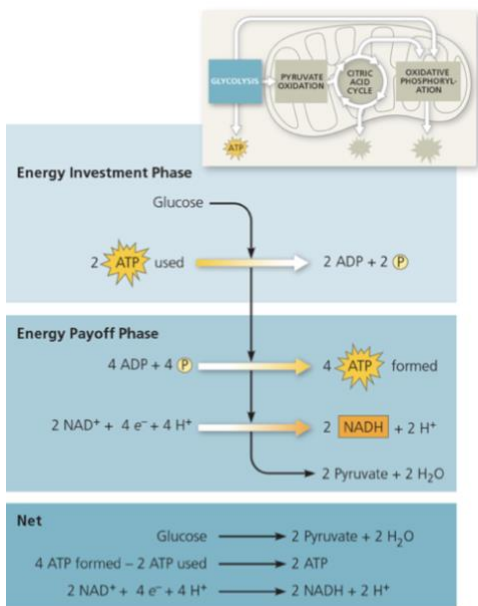 GLYCOLYSIS
PYRUVATE
OXIDATION
CITRIC
ACID
CYCLE
OXIDATIVE
PHOSPHORYL-
ATION
ATP
Energy Investment Phase
Glucose
2 ATP used 2 ADP + 2 P
Energy Payoff Phase
4 ADP + 4 P 4 ATP formed
2 NAD⁺ + 4 e⁻ + 4 H⁺ 2 NADH + 2 H⁺
2 Pyruvate + 2 H₂O
Net
Glucose 2 Pyruvate + 2 H₂O
4 ATP formed – 2 ATP used 2 ATP
2 NAD⁺ + 4 e⁻ + 4 H⁺ 2 NADH + 2 H⁺